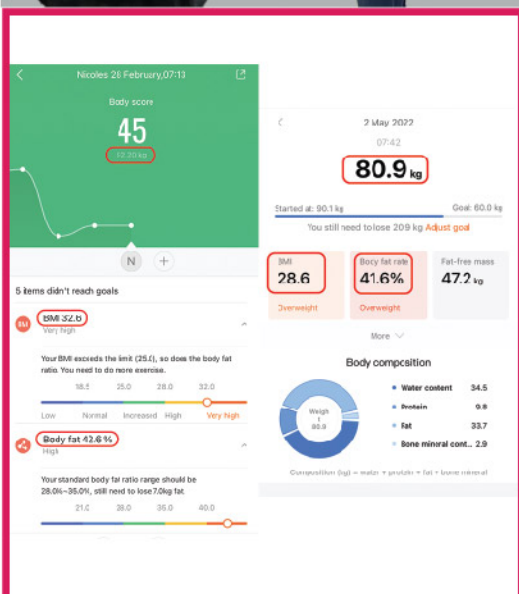 Nicoles 26 February,07:13
Body score
45
5 items didn't reach goals
BMI 32.6
Very high
Your BMI exceeds the limit (25.0), so does the body fat
ratio. You need to do more exercise.
18.5 25.0 28.0 32.0
Low Normal Increased High Very high
Body fat 42.6 %
High
Your standard body fat ratio range should be
28.0%~35.0%, still need to lose 7.0kg fat.
21.0 28.0 35.0 40.0
N
2 May 2022
07:42
80.9 kg
Started at: 90.1 kg Goal: 60.0 kg
You still need to lose 209 kg Adjust goal
BMI
28.6
Overweight
Body fat rate
41.6%
Overweight
Fat-free mass
47.2 kg
More
Body composition
Weigh
t
80.9
Water content 34.5
Protein 9.8
Fat 33.7
Bone mineral cont.. 2.9
Composition (kg) = water + protein + fat + bone mineral